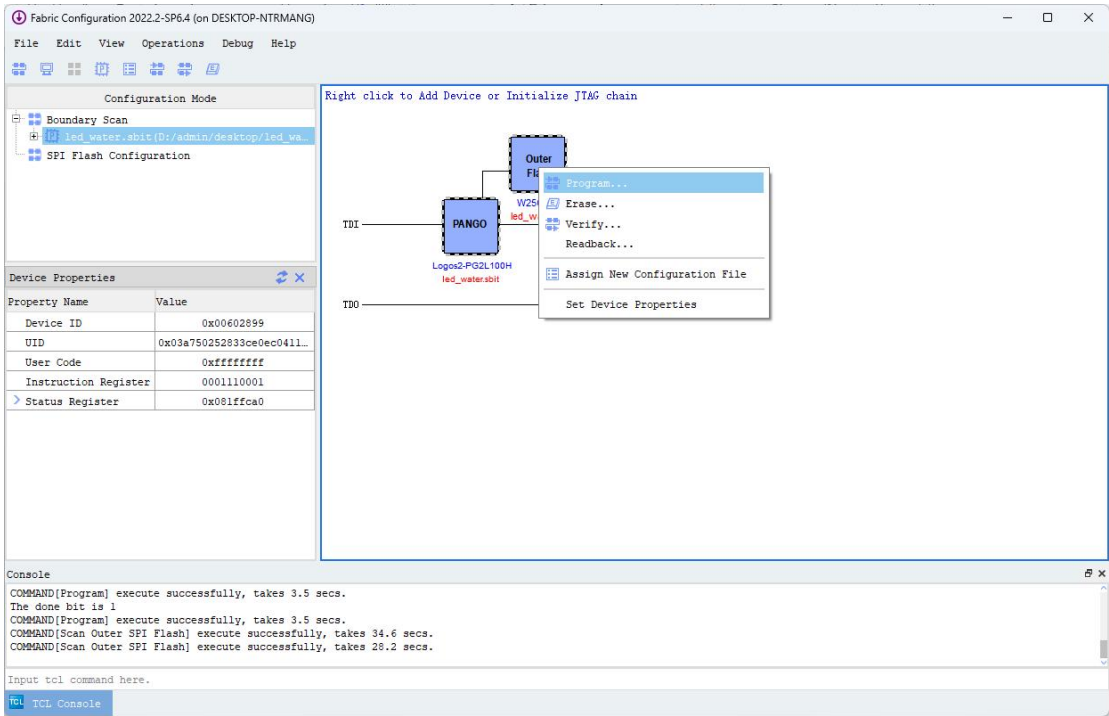 Fabric Configuration 2022.2-SP6.4 (on DESKTOP-NTRMANG)
File Edit View Operations Debug Help
Configuration Mode
Boundary Scan
led_water.sbit(D:/admin/desktop/led_wa...
SPI Flash Configuration
Device Properties
Property Name Value
Device ID 0x00602899
UID 0x03a750252833ce0ec0411...
User Code 0xffffffff
Instruction Register 0001110001
Status Register 0x081ffca0
Right click to Add Device or Initialize JTAG chain
Outer
Fla
W25
led_w
TDI
PANGO
Logos2-PG2L100H
led_water.sbit
TDO
Program...
Erase...
Verify...
Readback...
Assign New Configuration File
Set Device Properties
Console
COMMAND[Program] execute successfully, takes 3.5 secs.
The done bit is 1
COMMAND[Program] execute successfully, takes 3.5 secs.
COMMAND[Scan Outer SPI Flash] execute successfully, takes 34.6 secs.
COMMAND[Scan Outer SPI Flash] execute successfully, takes 28.2 secs.
Input tcl command here.
TCL Console